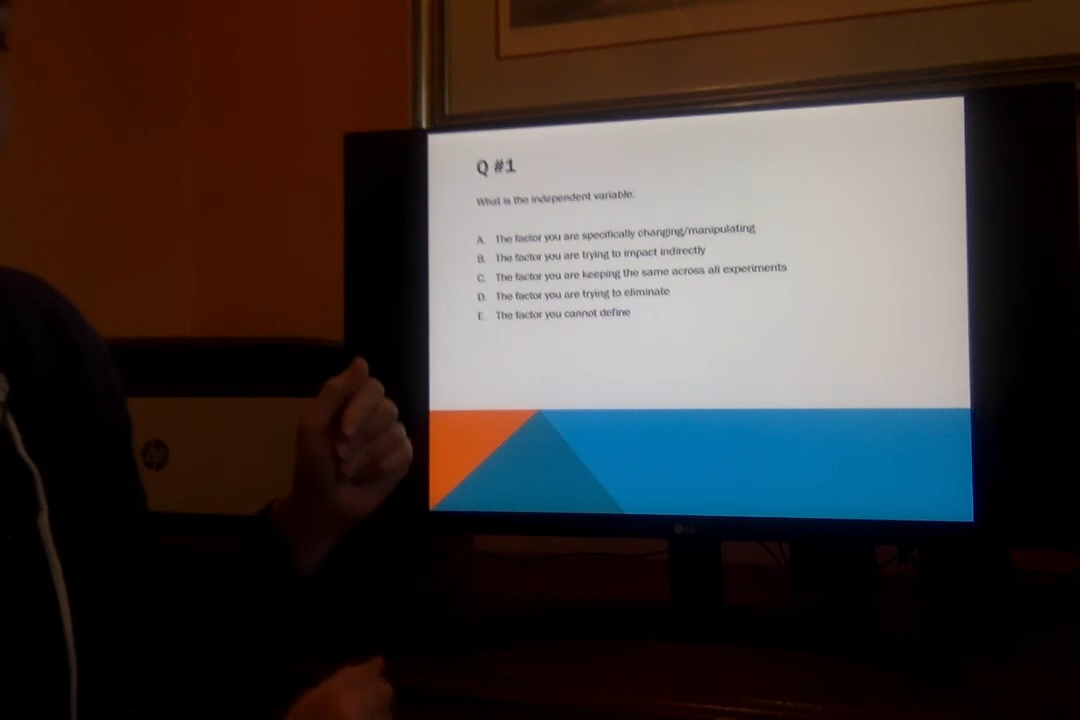 Q #1
What is the independent variable:
A. The factor you are specifically changing/manipulating
B. The factor you are trying to impact indirectly
C. The factor you are keeping the same across all experiments
D. The factor you are trying to eliminate
E. The factor you cannot define
hp
LG